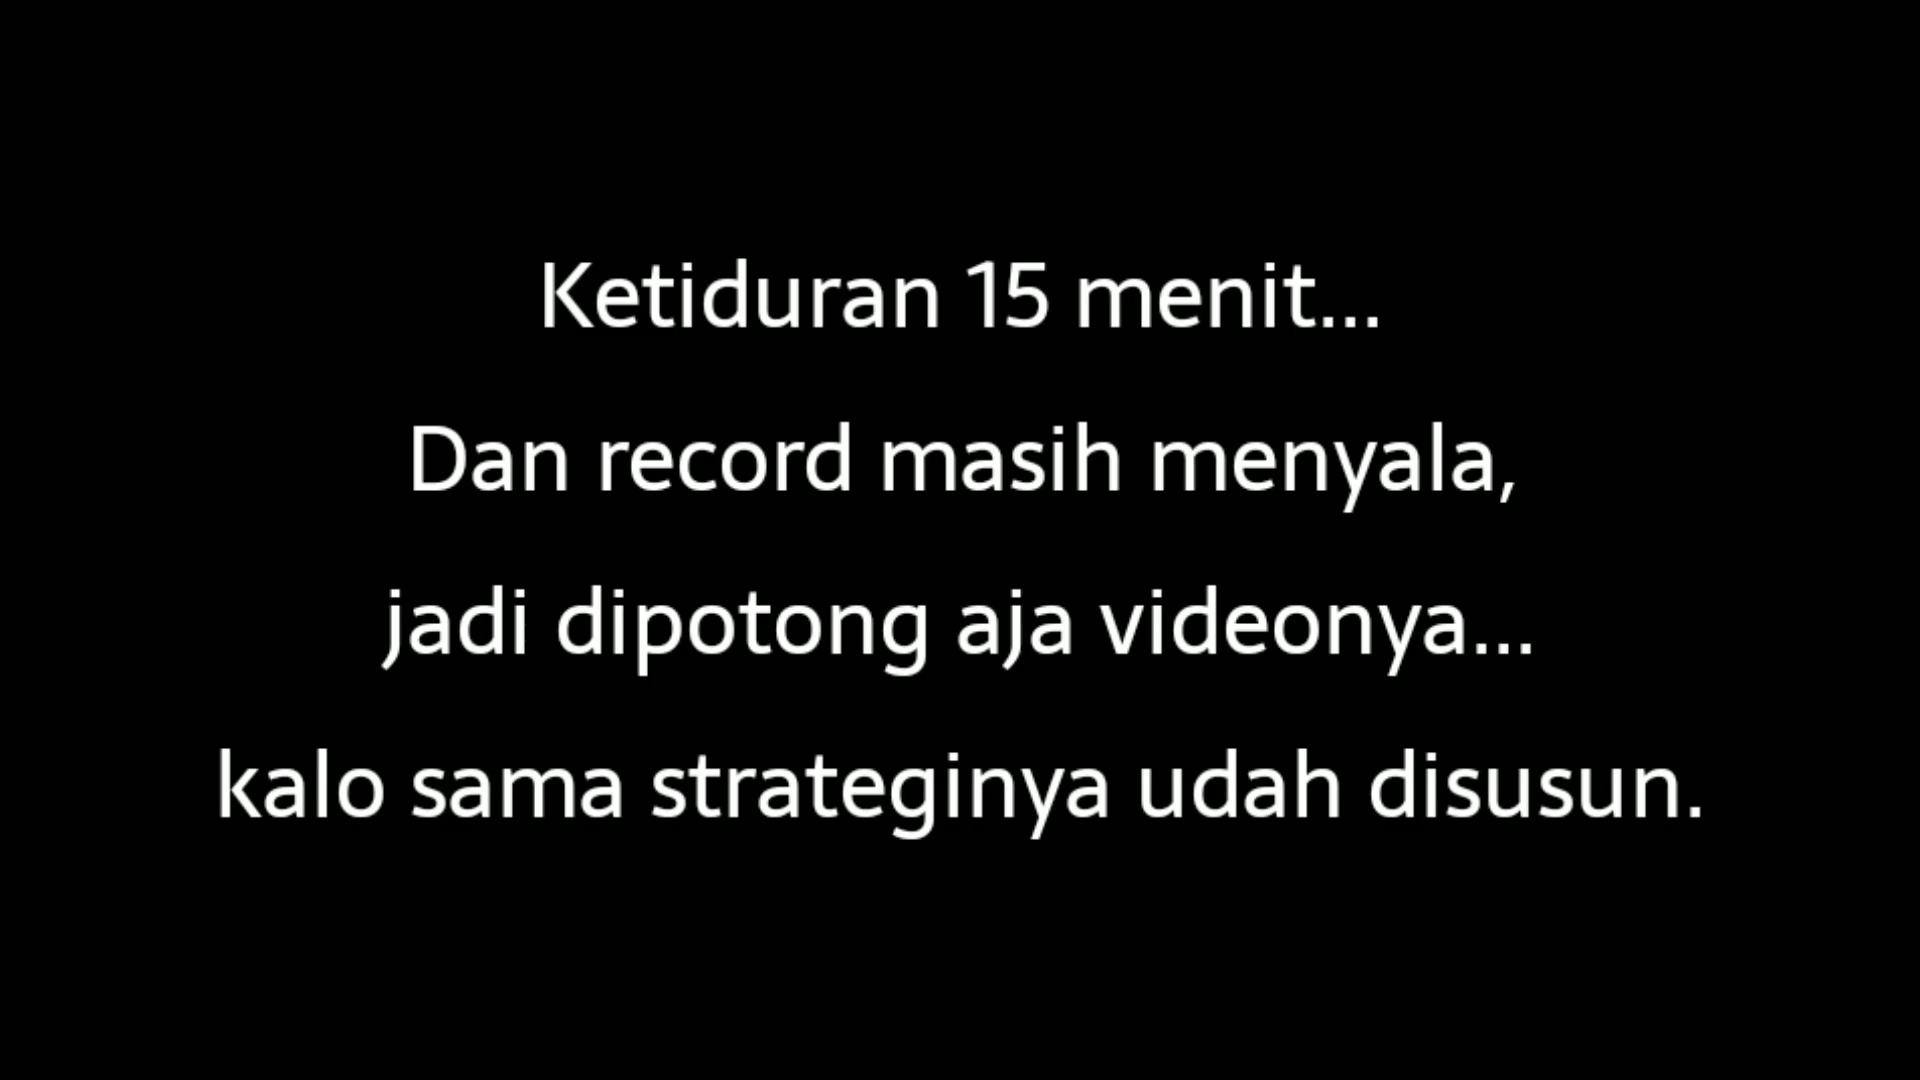 Ketiduran 15 menit...
Dan record masih menyala,
jadi dipotong aja videonya...
kalo sama strateginya udah disusun.